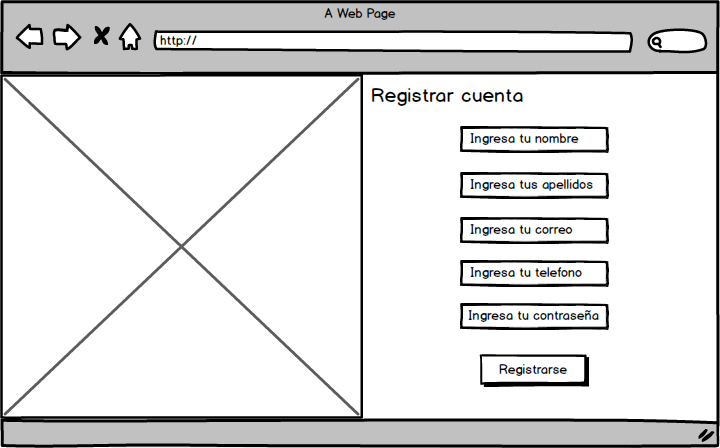 A Web Page
http://
Registrar cuenta
Ingresa tu nombre
Ingresa tus apellidos
Ingresa tu correo
Ingresa tu telefono
Ingresa tu contraseña
Registrarse